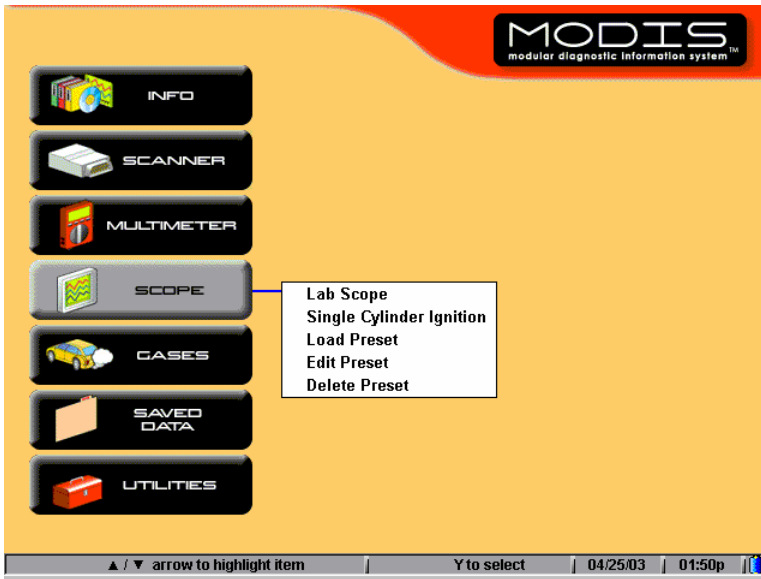 MODIS™
modular diagnostic information system
INFO
SCANNER
MULTIMETER
SCOPE
Lab Scope
Single Cylinder Ignition
Load Preset
Edit Preset
Delete Preset
GASES
SAVED
DATA
UTILITIES
▲ / ▼ arrow to highlight item | Y to select | 04/25/03 | 01:50p